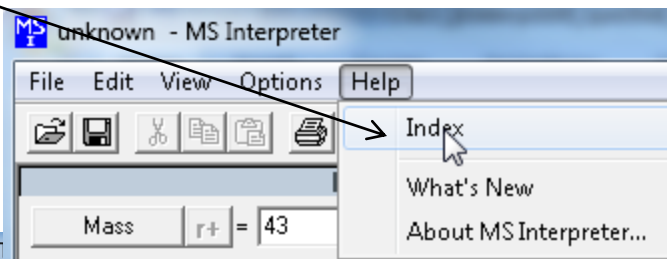 MS I unknown - MS Interpreter
File Edit View Options Help
Index
What's New
Mass r+ = 43
About MS Interpreter...